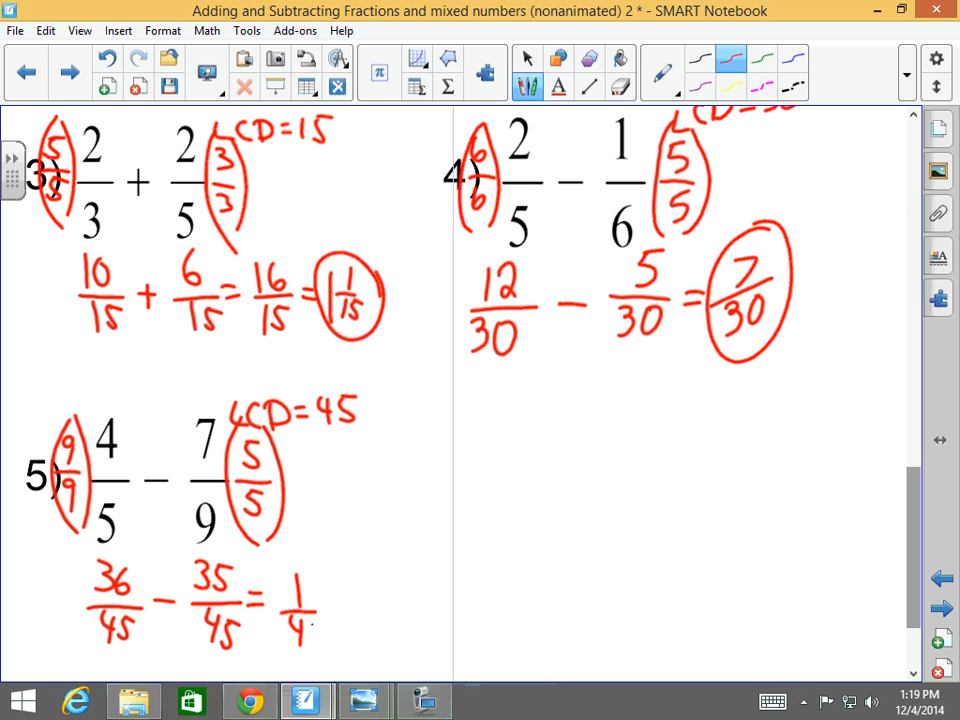 Adding and Subtracting Fractions and mixed numbers (nonanimated) 2 * - SMART Notebook
File Edit View Insert Format Math Tools Add-ons Help
3) (5/5) 2/3 + 2/5 (3/3) LCD=15
10/15 + 6/15 = 16/15 = 1 1/15
4) (6/6) 2/5 − 1/6 (5/5)
12/30 − 5/30 = 7/30
5) (9/9) 4/5 − 7/9 (5/5) LCD=45
36/45 − 35/45 = 1/4
1:19 PM
12/4/2014